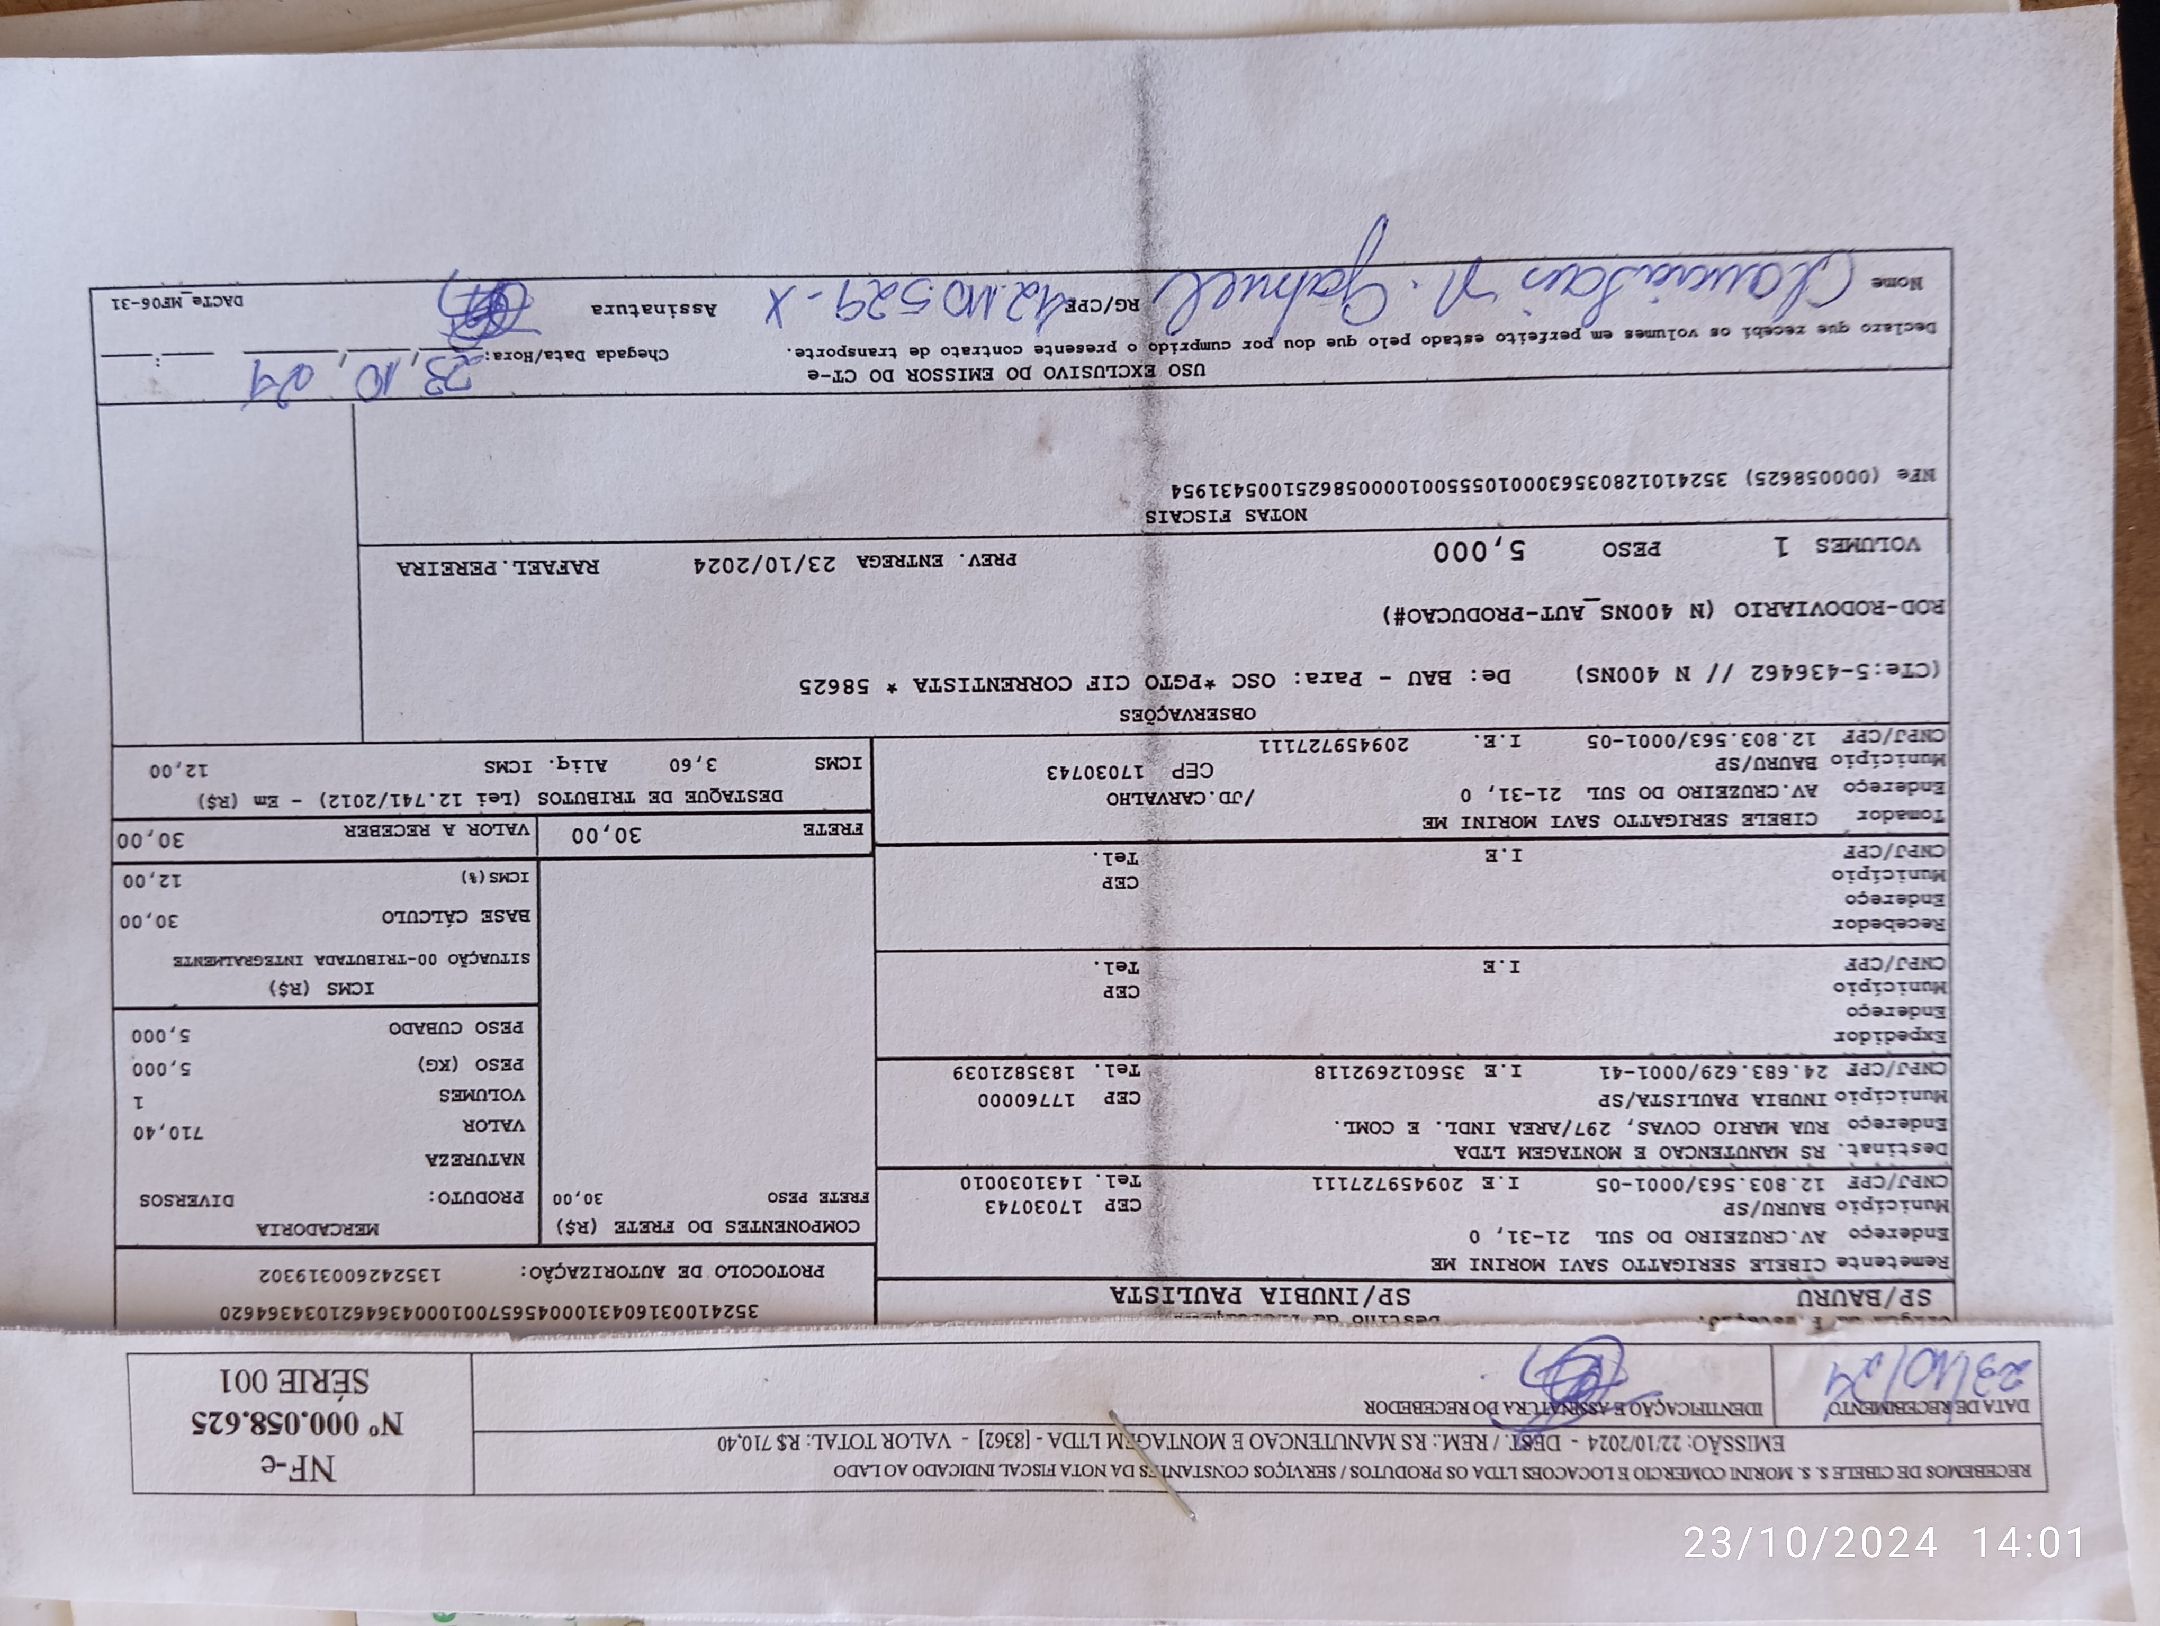 RECEBEMOS DE CIBELE S. S. MORINI COMERCIO E LOCACOES LTDA OS PRODUTOS / SERVIÇOS CONSTANTES DA NOTA FISCAL INDICADO AO LADO
EMISSÃO: 22/10/2024 - DEST. / REM.: RS MANUTENCAO E MONTAGEM LTDA - [8362] - VALOR TOTAL: R$ 710,40
DATA DE RECEBIMENTO
23/10/24
IDENTIFICAÇÃO E ASSINATURA DO RECEBEDOR
NF-e
Nº 000.058.625
SÉRIE 001
SP/BAURU
SP/INUBIA PAULISTA
Remetente CIBELE SERIGATTO SAVI MORINI ME
Endereço AV.CRUZEIRO DO SUL 21-31, 0
Município BAURU/SP CEP 17030743
CNPJ/CPF 12.803.563/0001-05 I.E 209459727111 Tel. 1431030010
Destinat. RS MANUTENCAO E MONTAGEM LTDA
Endereço RUA MARIO COVAS, 297/AREA INDL. E COML.
Município INUBIA PAULISTA/SP CEP 17760000
CNPJ/CPF 24.683.629/0001-41 I.E 356012692118 Tel. 1835821039
Expedidor
Endereço
Município CEP
CNPJ/CPF I.E Tel.
Recebedor
Endereço
Município CEP
CNPJ/CPF I.E Tel.
Tomador CIBELE SERIGATTO SAVI MORINI ME
Endereço AV.CRUZEIRO DO SUL 21-31, 0 /JD.CARVALHO
Município BAURU/SP CEP 17030743
CNPJ/CPF 12.803.563/0001-05 I.E. 209459727111
35241003160431000456570010004364621034364620
PROTOCOLO DE AUTORIZAÇÃO: 135242600319302
COMPONENTES DO FRETE (R$)
FRETE PESO 30,00
MERCADORIA
PRODUTO: DIVERSOS
NATUREZA
VALOR 710,40
VOLUMES 1
PESO (KG) 5,000
PESO CUBADO 5,000
ICMS (R$)
SITUAÇÃO 00-TRIBUTADA INTEGRALMENTE
BASE CÁLCULO 30,00
ICMS(%) 12,00
FRETE 30,00 VALOR A RECEBER 30,00
DESTAQUE DE TRIBUTOS (Lei 12.741/2012) - Em (R$)
ICMS 3,60 Aliq. ICMS 12,00
OBSERVAÇÕES
(CTe:5-436462 // N 400NS) De: BAU - Para: OSC *PGTO CIF CORRENTISTA * 58625
ROD-RODOVIARIO (N 400NS_AUT-PRODUCAO#)
VOLUMES 1 PESO 5,000 PREV. ENTREGA 23/10/2024 RAFAEL.PEREIRA
NOTAS FISCAIS
NFe (000058625) 35241012803563000105550010000586251005431954
USO EXCLUSIVO DO EMISSOR DO CT-e
Declaro que recebi os volumes em perfeito estado pelo que dou por cumprido o presente contrato de transporte.
Chegada Data/Hora: 23, 10, 24 :
Nome Gabriel RG/CPF 42.110529-X Assinatura
DACTe_MF06-31
23/10/2024 14:01